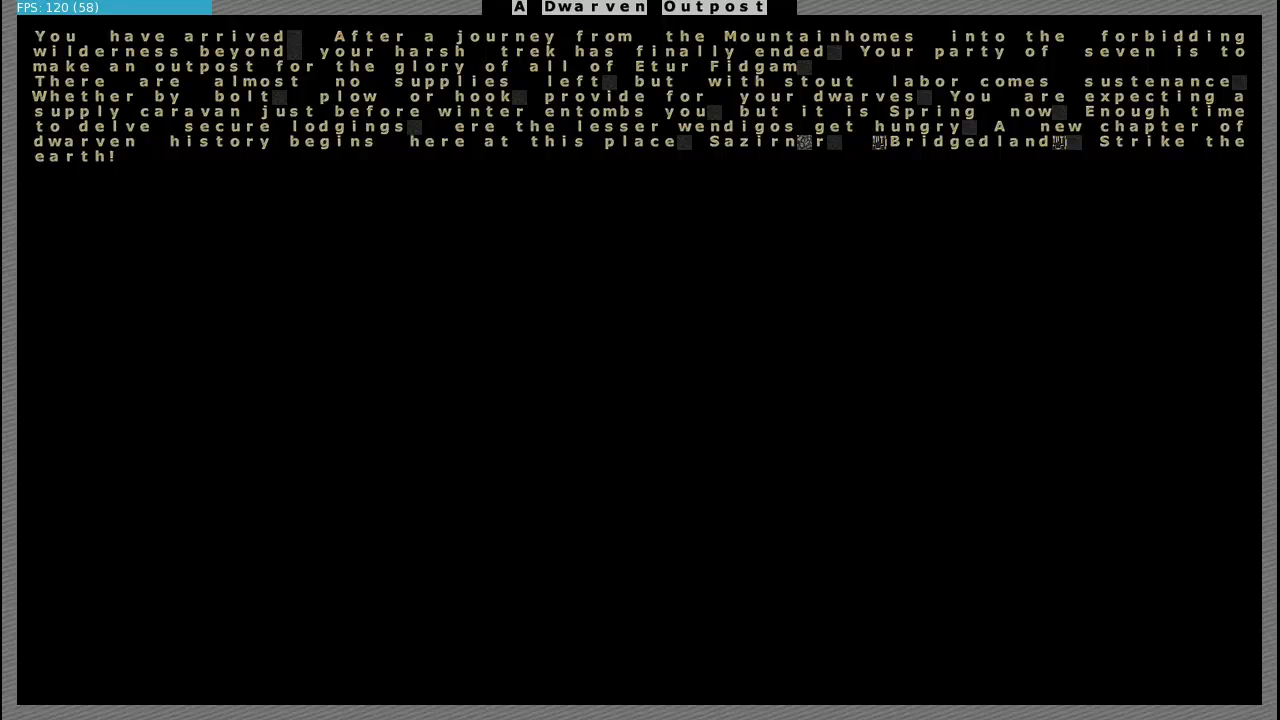 FPS: 120 (58)
A Dwarven Outpost
You have arrived After a journey from the Mountainhomes into the forbidding
wilderness beyond your harsh trek has finally ended Your party of seven is to
make an outpost for the glory of all of Etur Fidgam
There are almost no supplies left but with stout labor comes sustenance
Whether by bolt plow or hook provide for your dwarves You are expecting a
supply caravan just before winter entombs you but it is Spring now Enough time
to delve secure lodgings ere the lesser wendigos get hungry A new chapter of
dwarven history begins here at this place Bridgedland Strike the
earth!